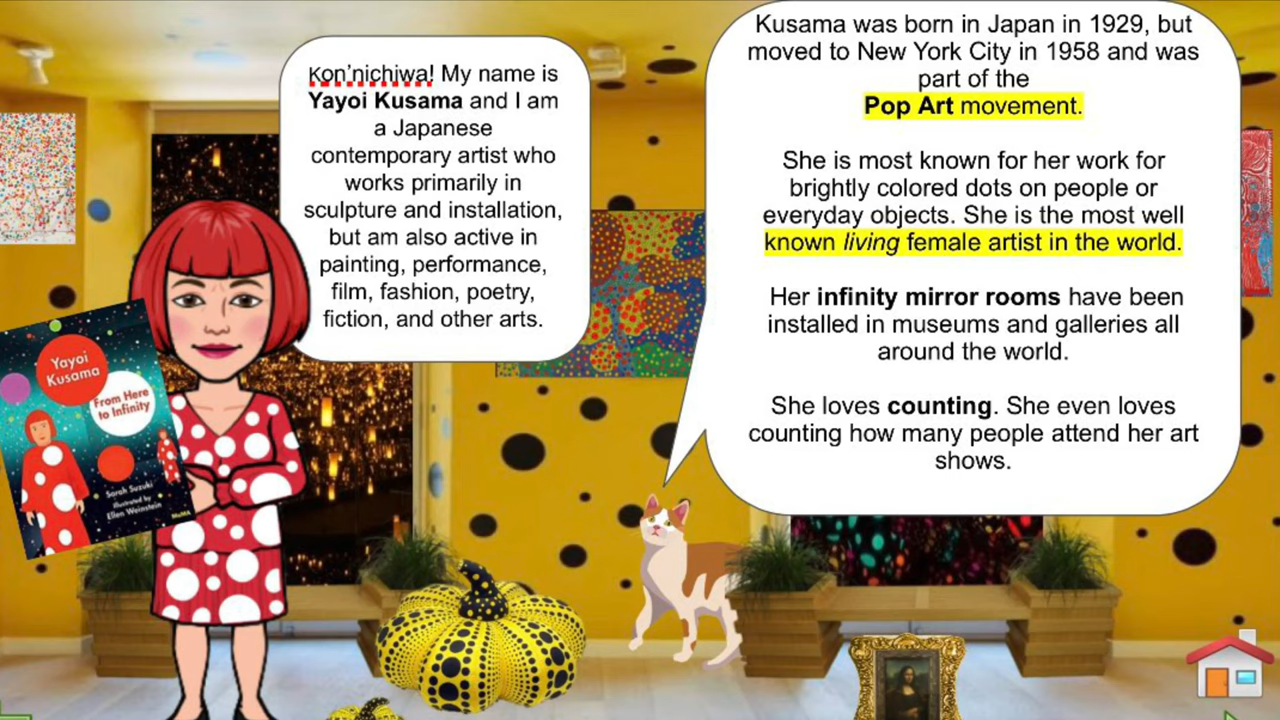 Kon'nichiwa! My name is
Yayoi Kusama and I am
a Japanese
contemporary artist who
works primarily in
sculpture and installation,
but am also active in
painting, performance,
film, fashion, poetry,
fiction, and other arts.
Kusama was born in Japan in 1929, but
moved to New York City in 1958 and was
part of the
Pop Art movement.
She is most known for her work for
brightly colored dots on people or
everyday objects. She is the most well
known living female artist in the world.
Her infinity mirror rooms have been
installed in museums and galleries all
around the world.
She loves counting. She even loves
counting how many people attend her art
shows.
Yayoi
Kusama
From Here
to Infinity
Sarah Suzuki
illustrated by
Ellen Weinstein
MoMA